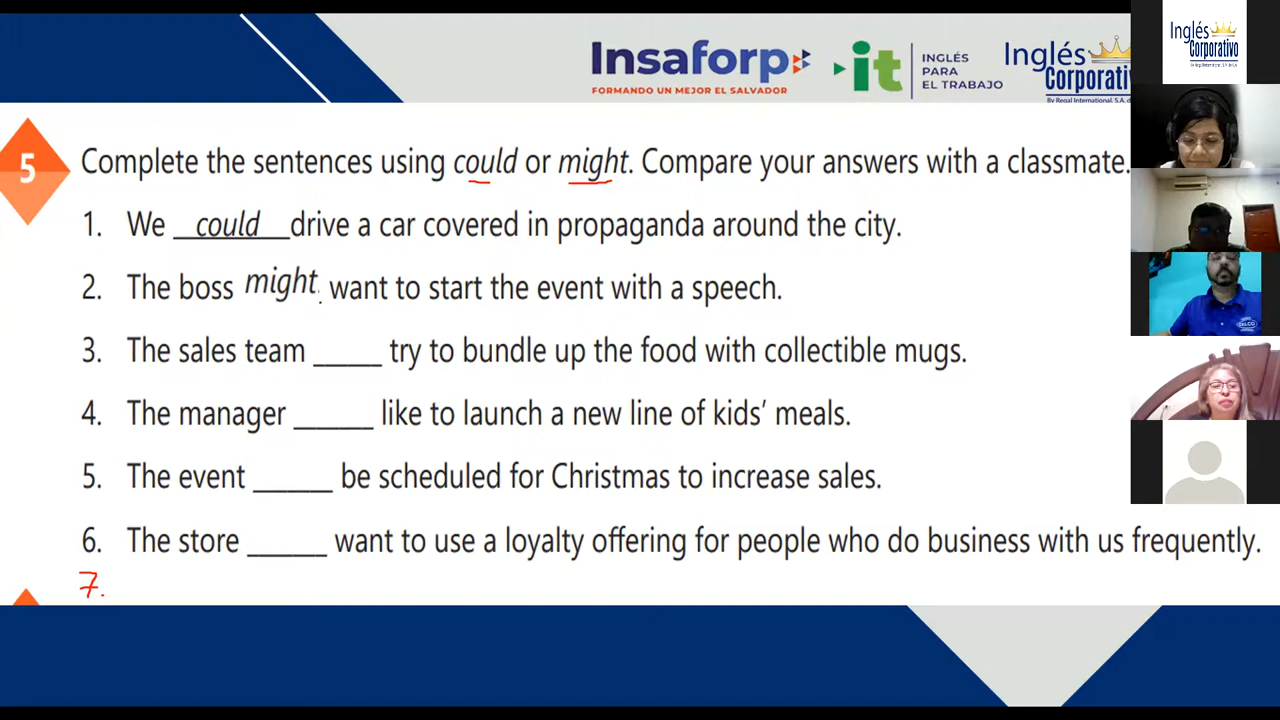 Insaforp
FORMANDO UN MEJOR EL SALVADOR
it
INGLÉS
PARA
EL TRABAJO
Inglés
Corporativo
By Regal International, S.A. d
Inglés
Corporativo
5
Complete the sentences using could or might. Compare your answers with a classmate.
1. We __could__drive a car covered in propaganda around the city.
2. The boss might. want to start the event with a speech.
3. The sales team _____ try to bundle up the food with collectible mugs.
4. The manager ______ like to launch a new line of kids’ meals.
5. The event ______ be scheduled for Christmas to increase sales.
6. The store ______ want to use a loyalty offering for people who do business with us frequently.
7.